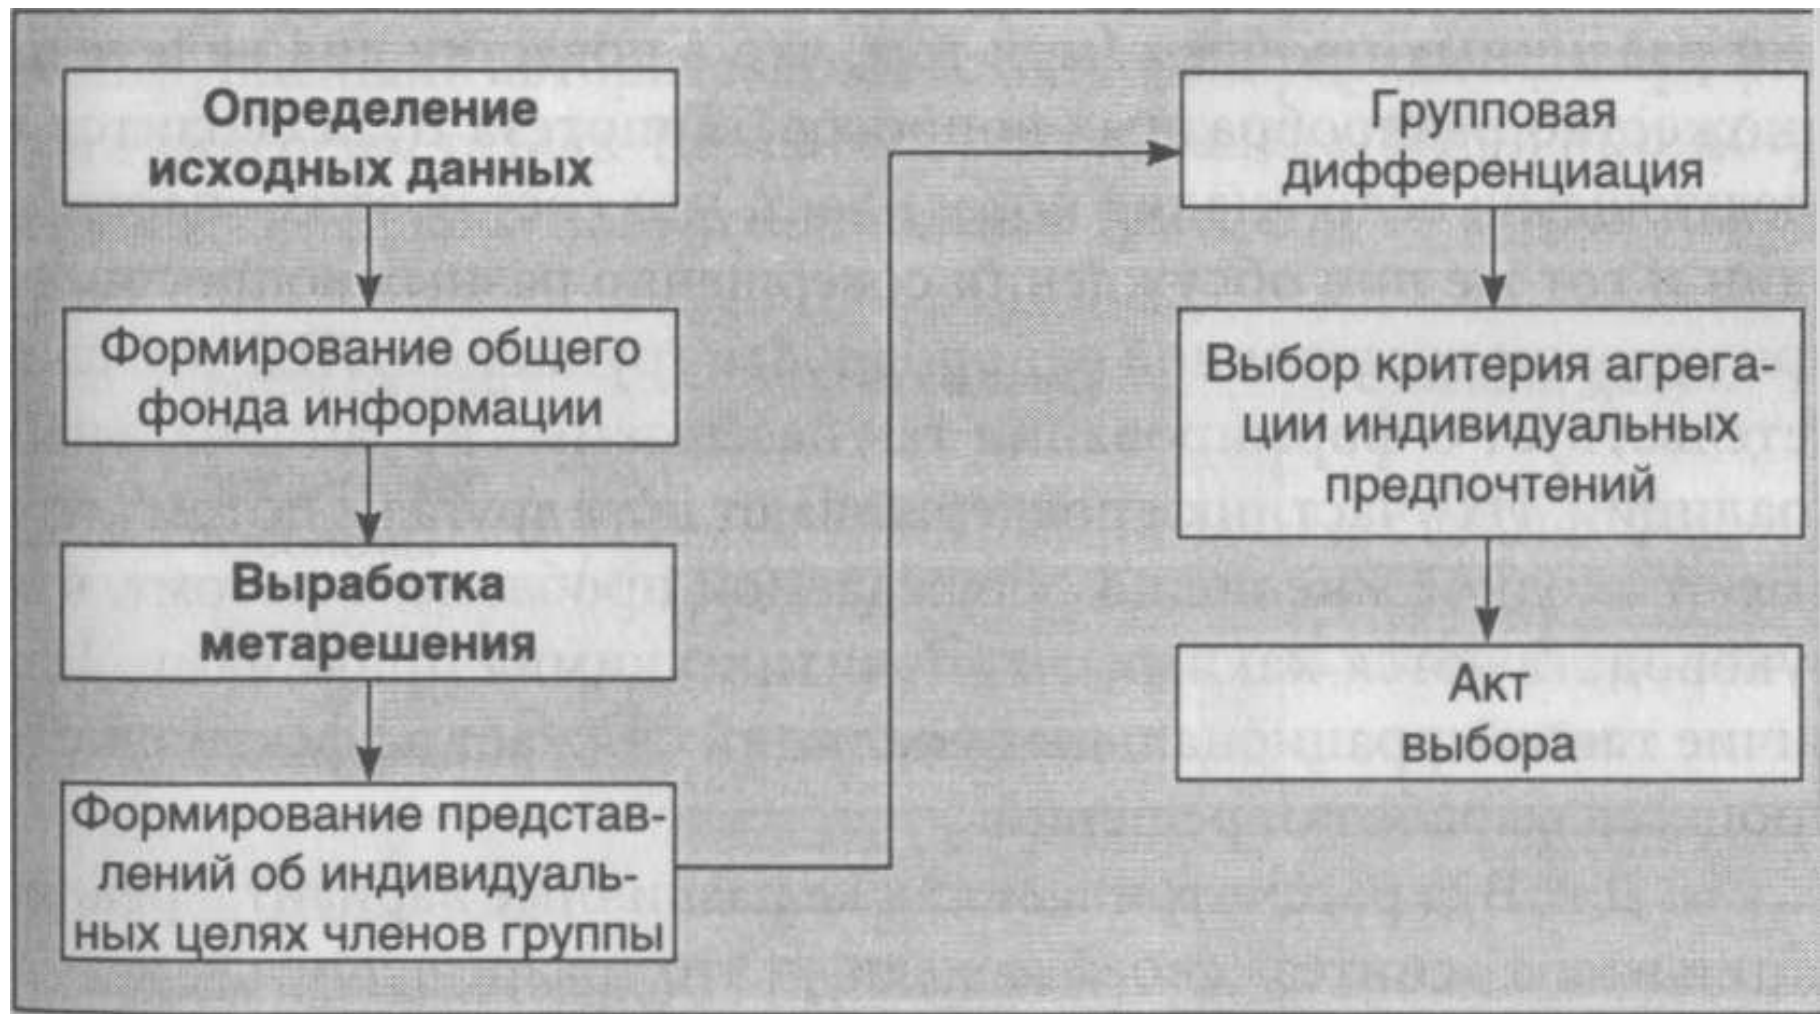 Определение
исходных данных
Формирование общего
фонда информации
Выработка
метарешения
Формирование представ-
лений об индивидуаль-
ных целях членов группы
Групповая
дифференциация
Выбор критерия агрега-
ции индивидуальных
предпочтений
Акт
выбора